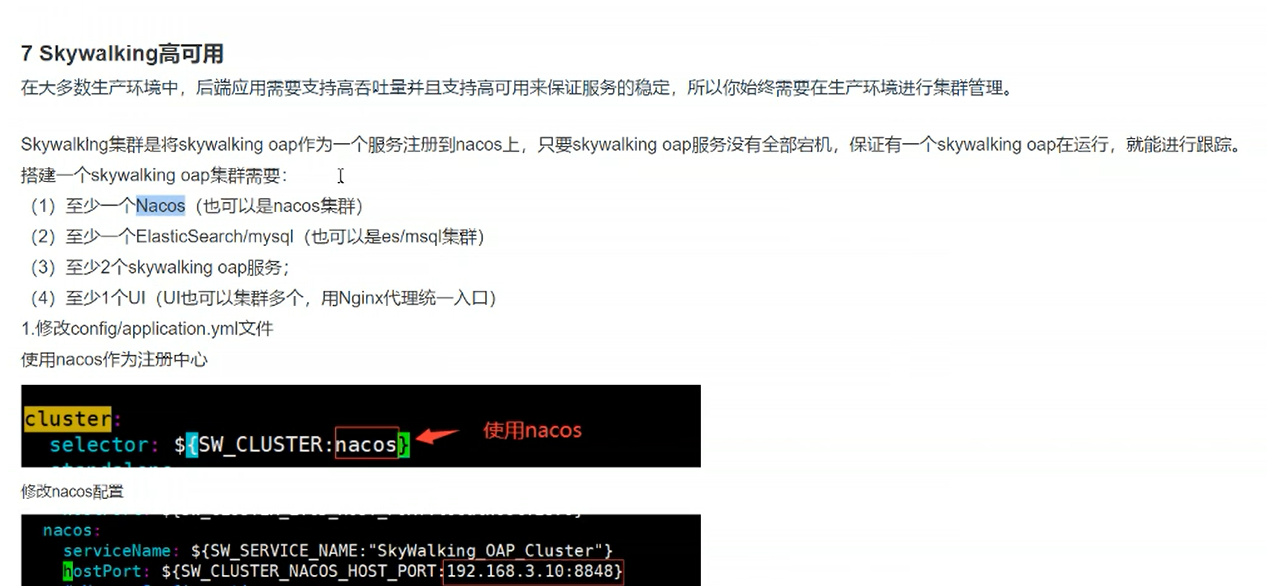 7 Skywalking高可用
在大多数生产环境中，后端应用需要支持高吞吐量并且支持高可用来保证服务的稳定，所以你始终需要在生产环境进行集群管理。
Skywalklng集群是将skywalking oap作为一个服务注册到nacos上，只要skywalking oap服务没有全部宕机，保证有一个skywalking oap在运行，就能进行跟踪。
搭建一个skywalking oap集群需要：
（1）至少一个Nacos（也可以是nacos集群）
（2）至少一个ElasticSearch/mysql（也可以是es/msql集群）
（3）至少2个skywalking oap服务；
（4）至少1个UI（UI也可以集群多个，用Nginx代理统一入口）
1.修改config/application.yml文件
使用nacos作为注册中心
cluster:
selector: ${SW_CLUSTER:nacos} 使用nacos
standalone:
修改nacos配置
nacos:
serviceName: ${SW_SERVICE_NAME:"SkyWalking_OAP_Cluster"}
hostPort: ${SW_CLUSTER_NACOS_HOST_PORT:192.168.3.10:8848}